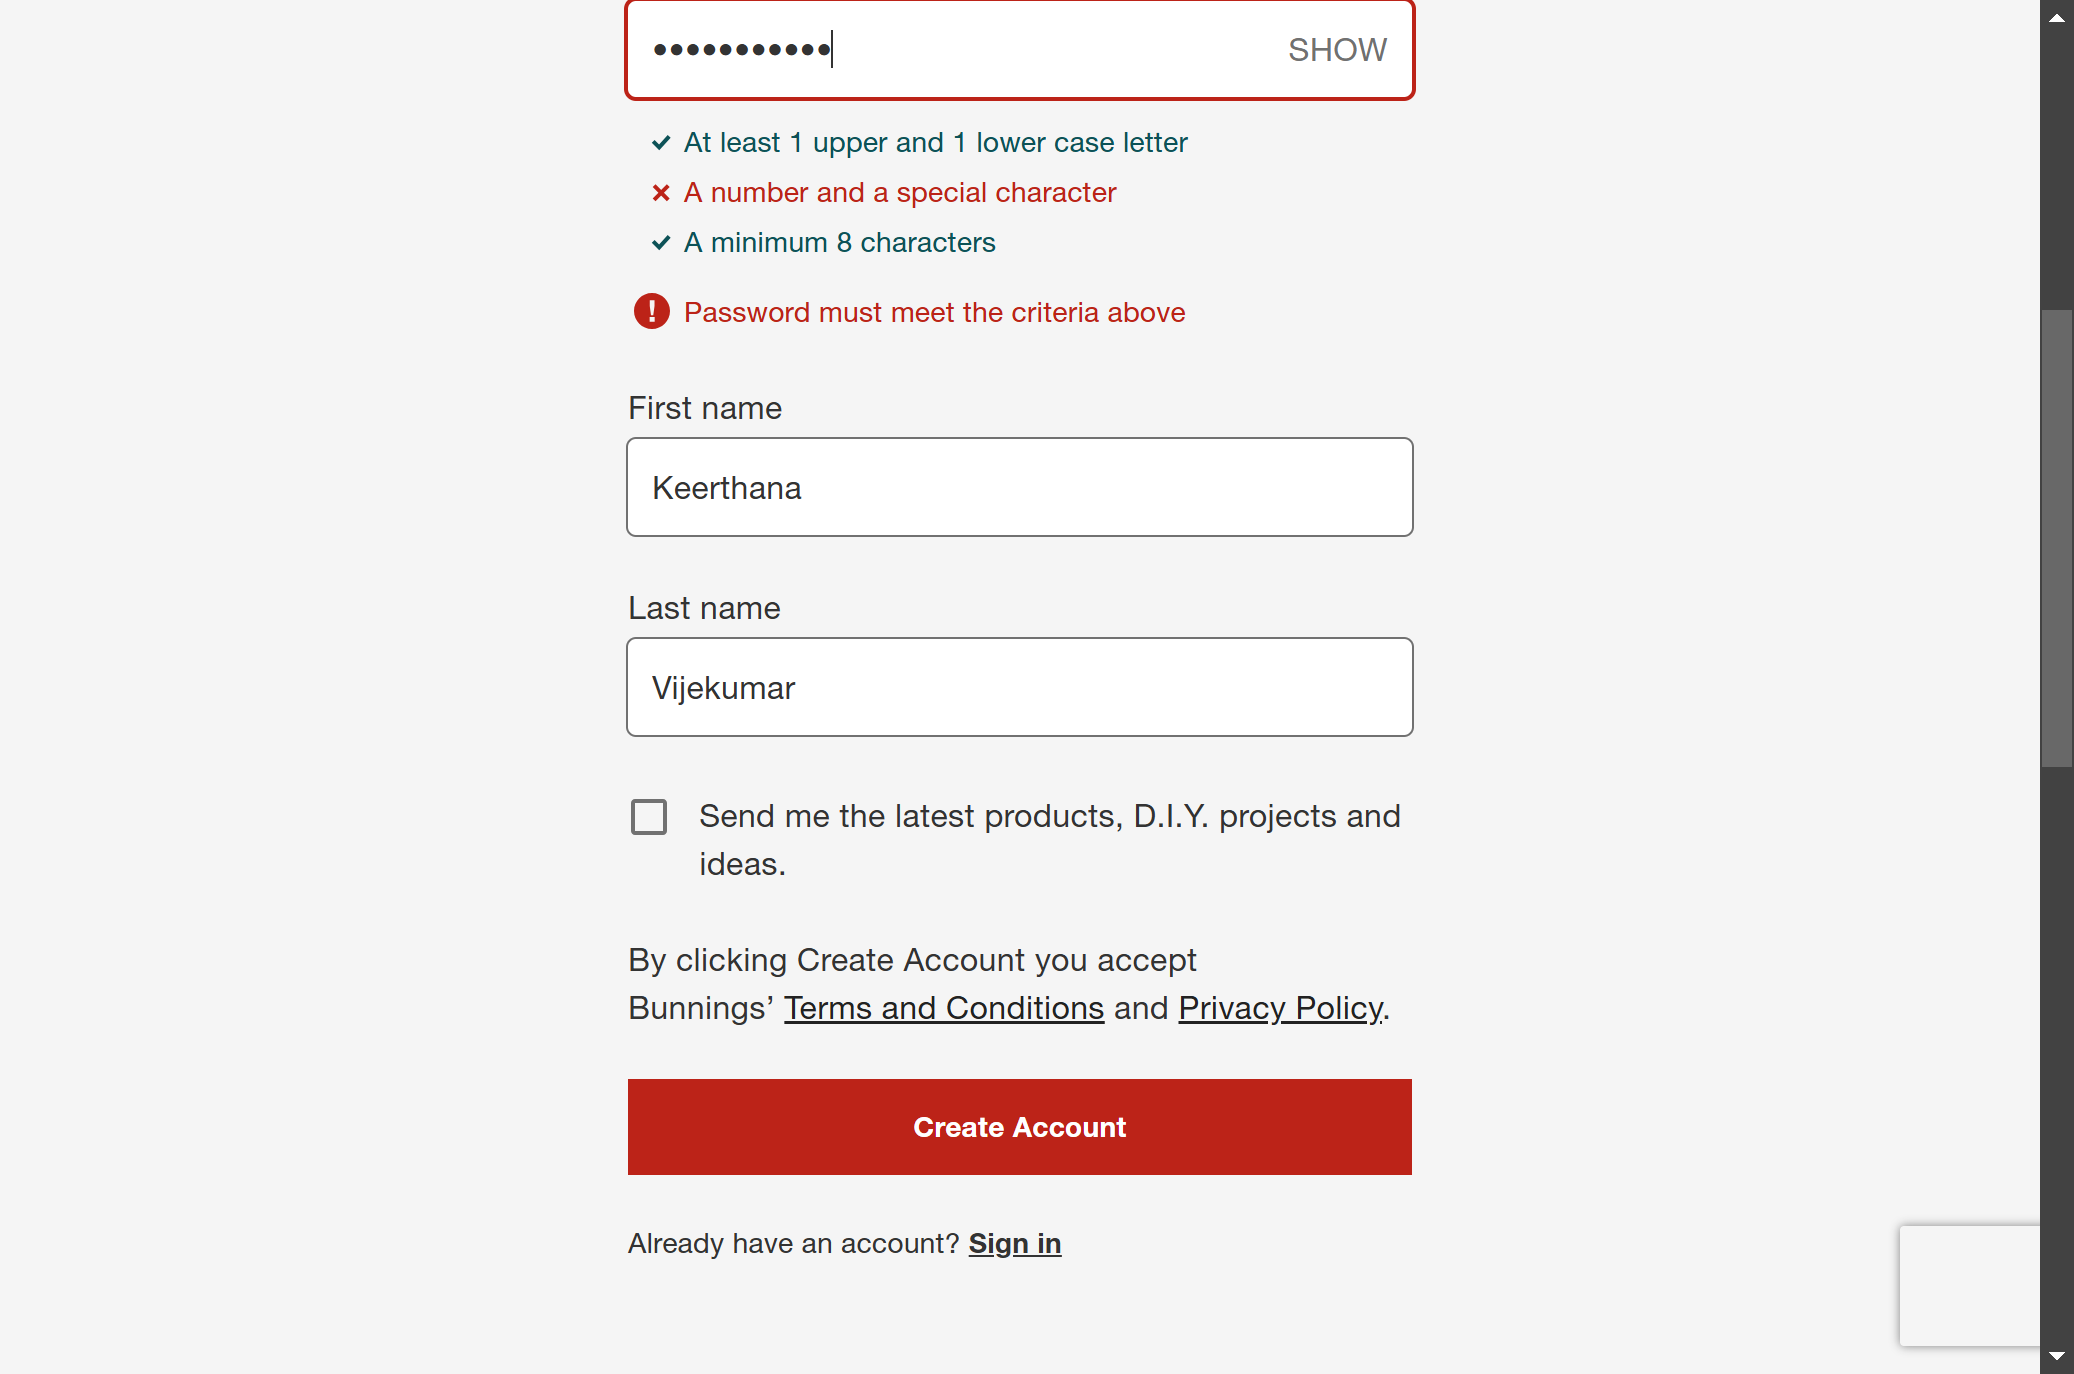 ••••••••••• SHOW
At least 1 upper and 1 lower case letter
A number and a special character
A minimum 8 characters
Password must meet the criteria above
First name
Keerthana
Last name
Vijekumar
Send me the latest products, D.I.Y. projects and
ideas.
By clicking Create Account you accept
Bunnings’ Terms and Conditions and Privacy Policy.
Create Account
Already have an account? Sign in